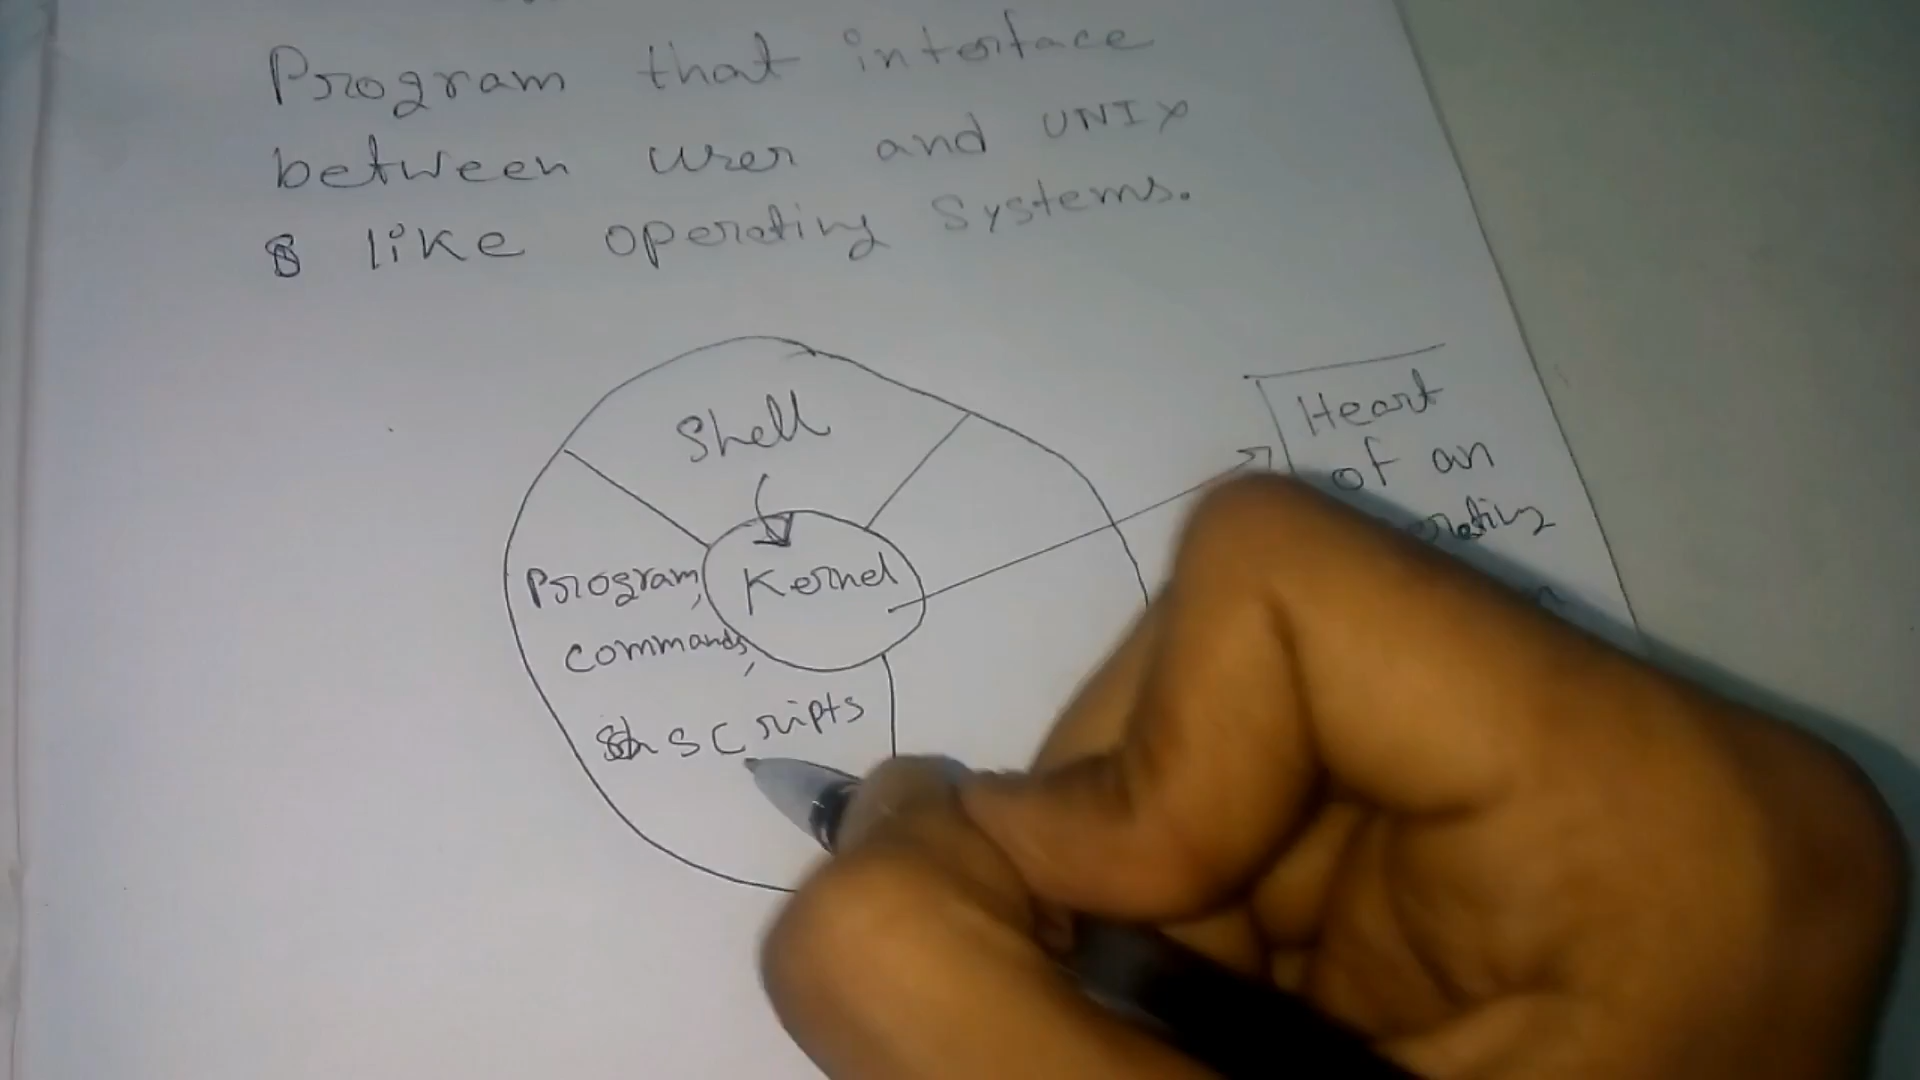 Program that interface
between user and UNIX
like operating systems.
Shell
Kernel
Program,
commands,
scripts
Heart
of an